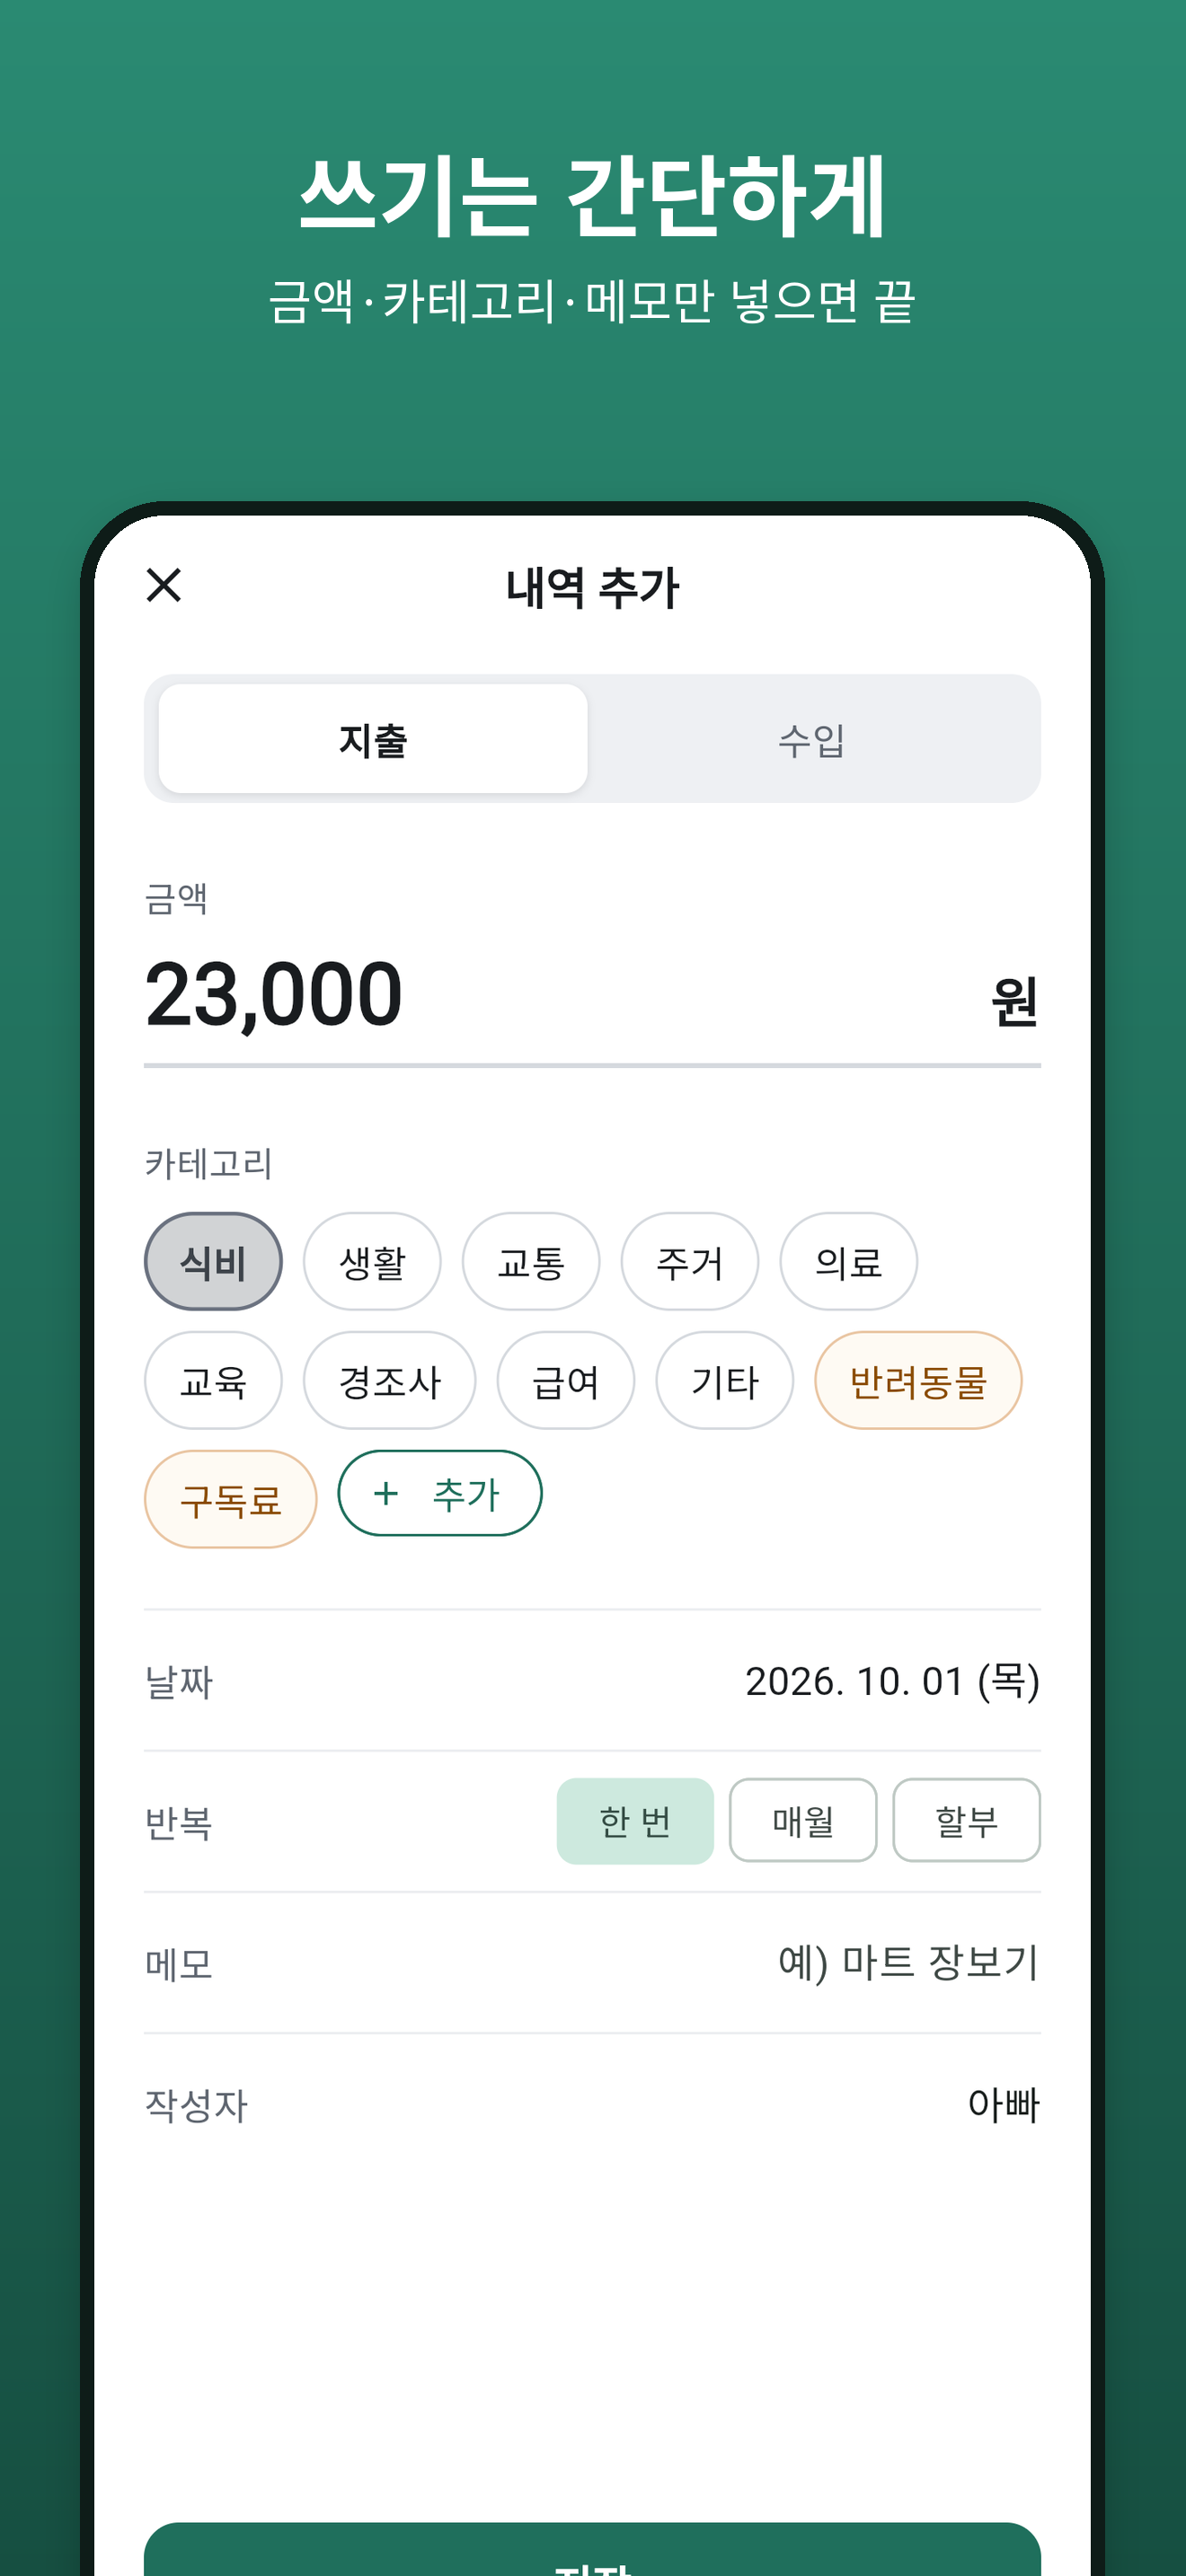 쓰기는 간단하게
금액·카테고리·메모만 넣으면 끝
내역 추가
지출 수입
금액
23,000 원
카테고리
식비 생활 교통 주거 의료
교육 경조사 급여 기타 반려동물
구독료 + 추가
날짜 2026. 10. 01 (목)
반복 한 번 매월 할부
메모 예) 마트 장보기
작성자 아빠